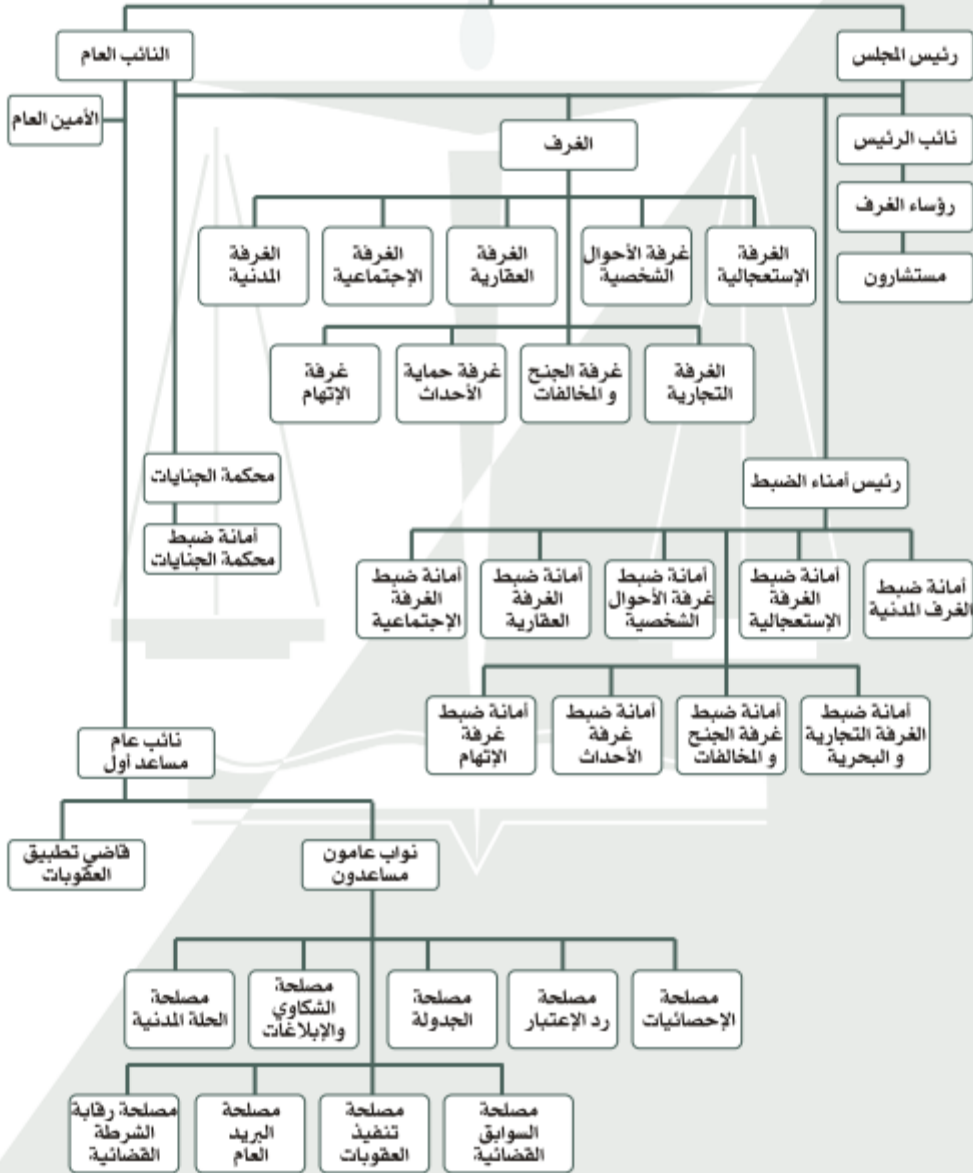 رئيس المجلس
النائب العام
الأمين العام
نائب الرئيس
الغرف
رؤساء الغرف
مستشارون
الغرفة
الإستعجالية
غرفة الأحوال
الشخصية
الغرفة
العقارية
الغرفة
الإجتماعية
الغرفة
المدنية
الغرفة
التجارية
غرفة الجنح
و المخالفات
غرفة حماية
الأحداث
غرفة
الإتهام
محكمة الجنايات
رئيس أمناء الضبط
أمانة ضبط
محكمة الجنايات
أمانة ضبط
الغرف المدنية
أمانة ضبط
الغرفة
الإستعجالية
أمانة ضبط
غرفة الأحوال
الشخصية
أمانة ضبط
الغرفة
العقارية
أمانة ضبط
الغرفة
الإجتماعية
أمانة ضبط
الغرفة التجارية
و البحرية
أمانة ضبط
غرفة الجنح
و المخالفات
أمانة ضبط
غرفة
الأحداث
أمانة ضبط
غرفة
الإتهام
نائب عام
مساعد أول
نواب عامون
مساعدون
قاضي تطبيق
العقوبات
مصلحة
الإحصائيات
مصلحة
رد الإعتبار
مصلحة
الجدولة
مصلحة
الشكاوي
والإبلاغات
مصلحة
الحلة المدنية
مصلحة
السوابق
القضائية
مصلحة
تنفيذ
العقوبات
مصلحة
البريد
العام
مصلحة رقابة
الشرطة
القضائية